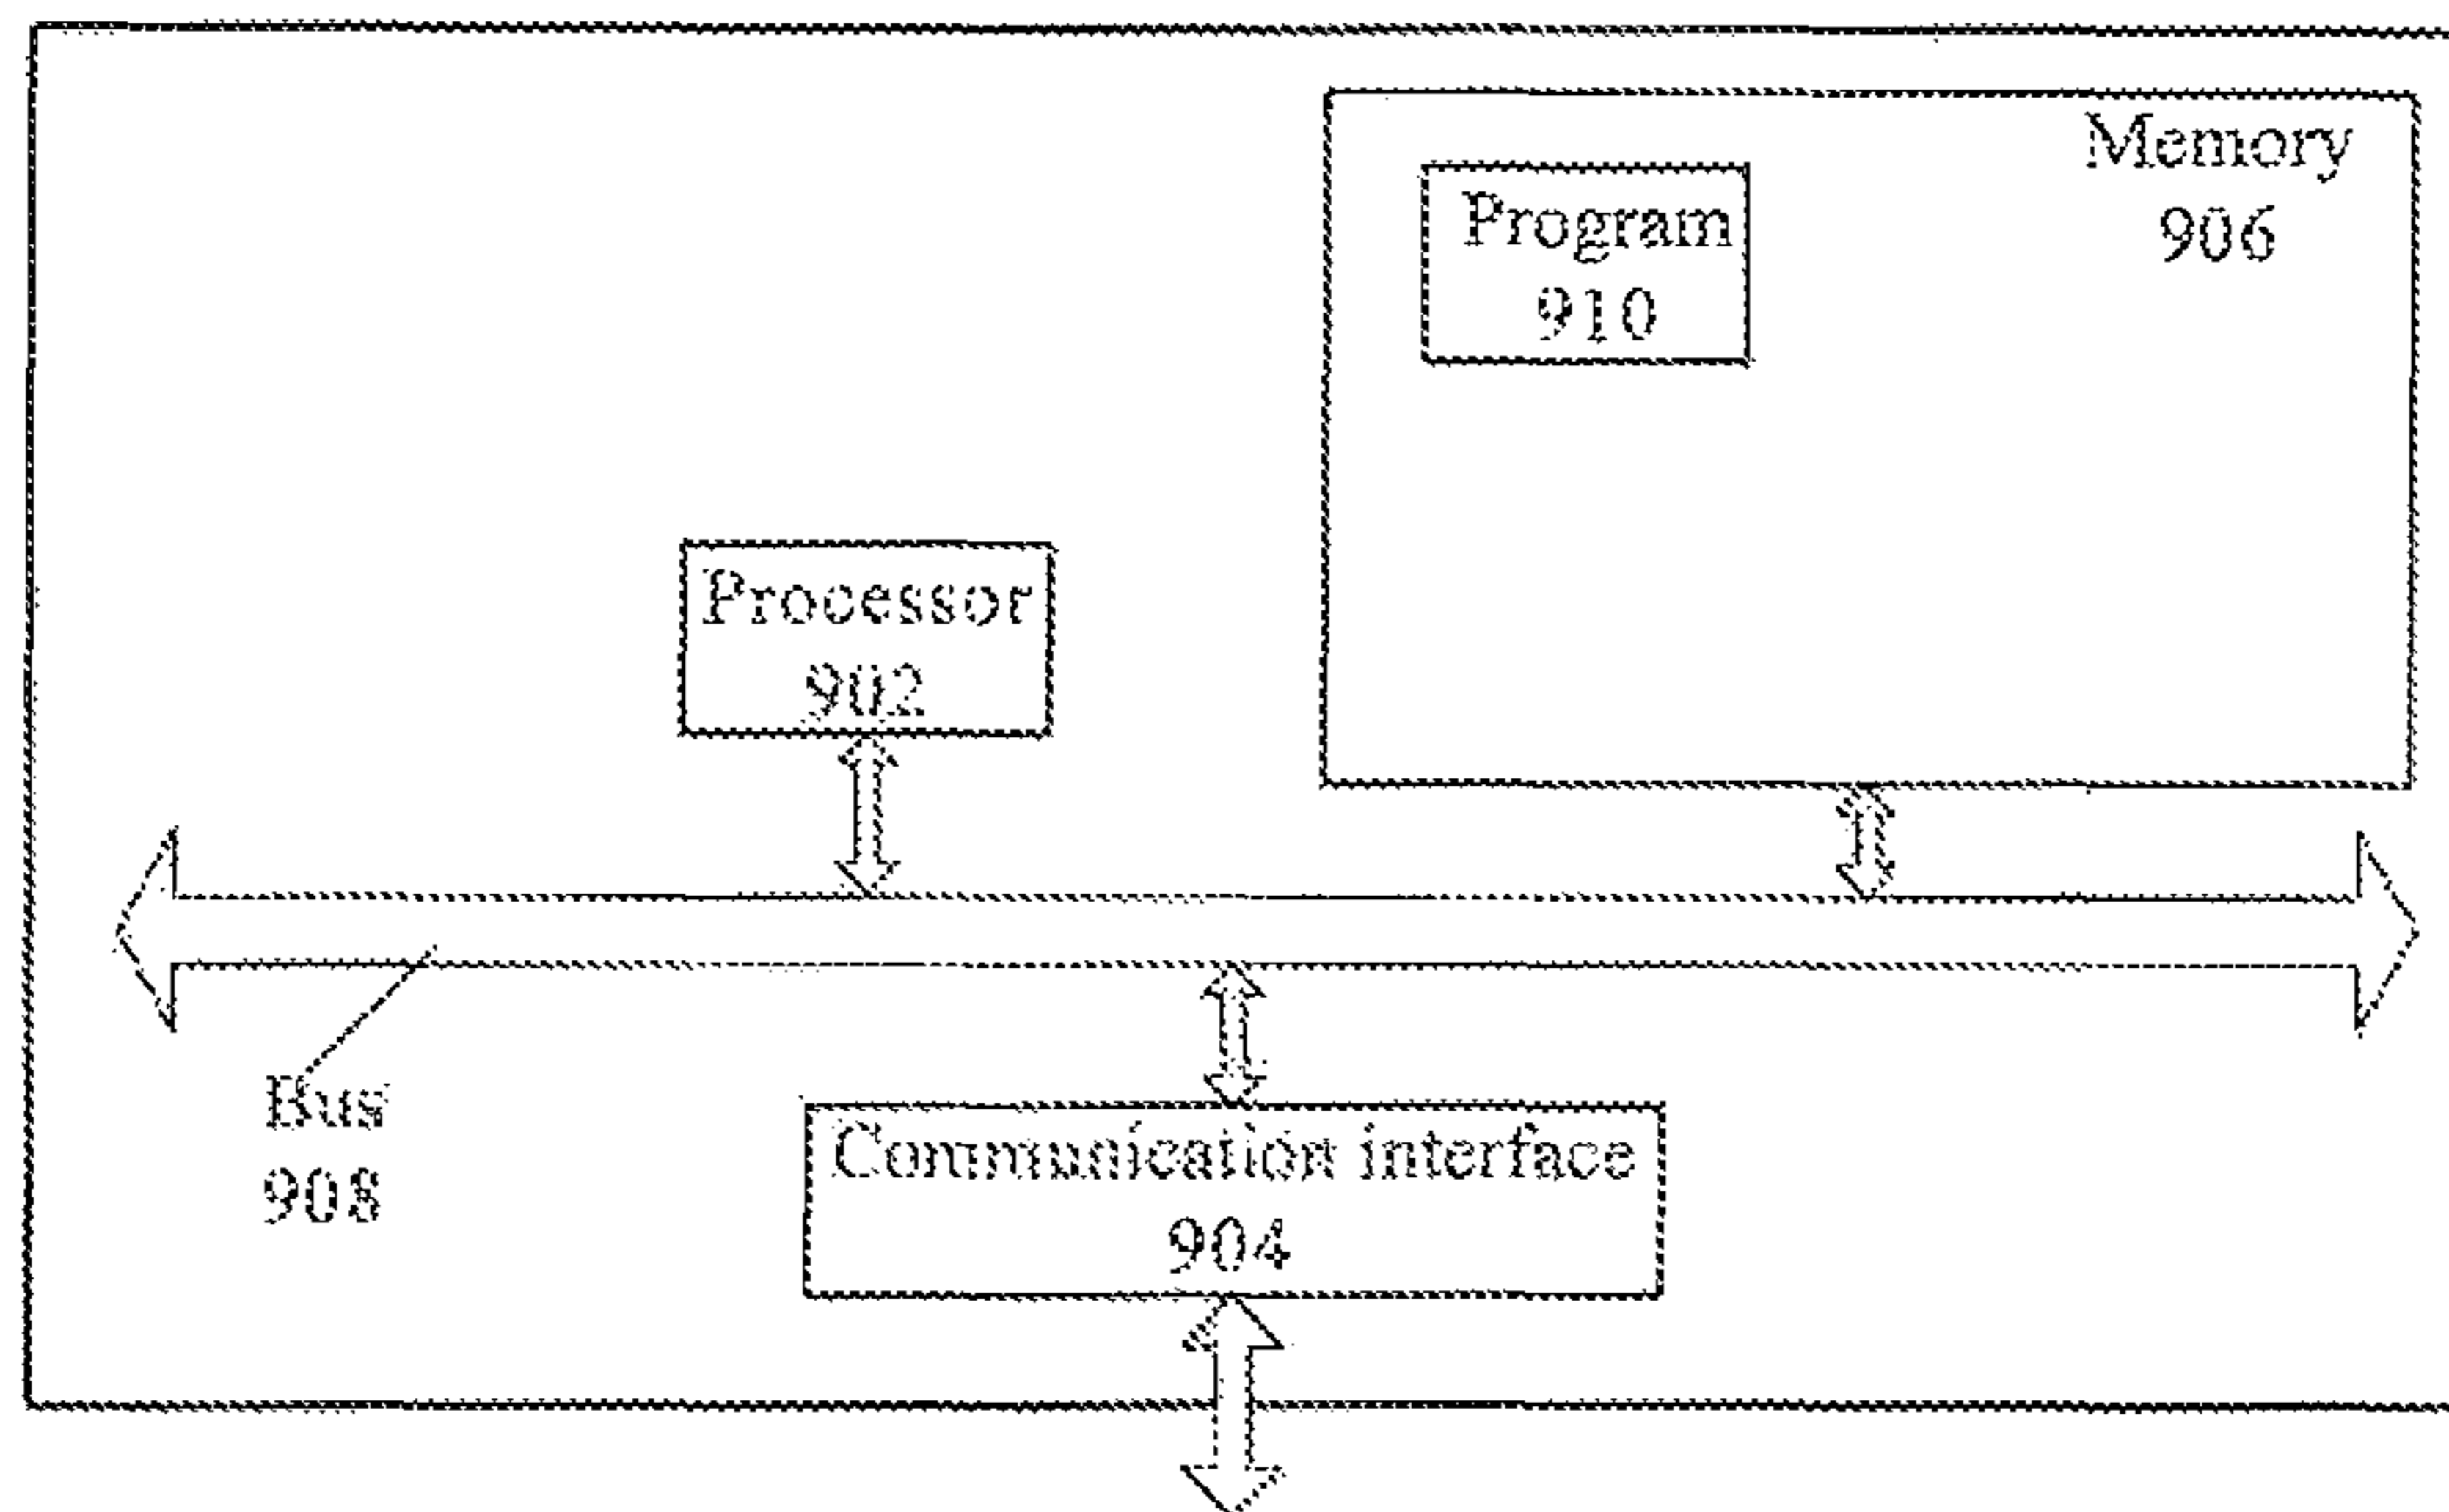 Memory
906
Program
910
Processor
902
Bus
908
Communication interface
904